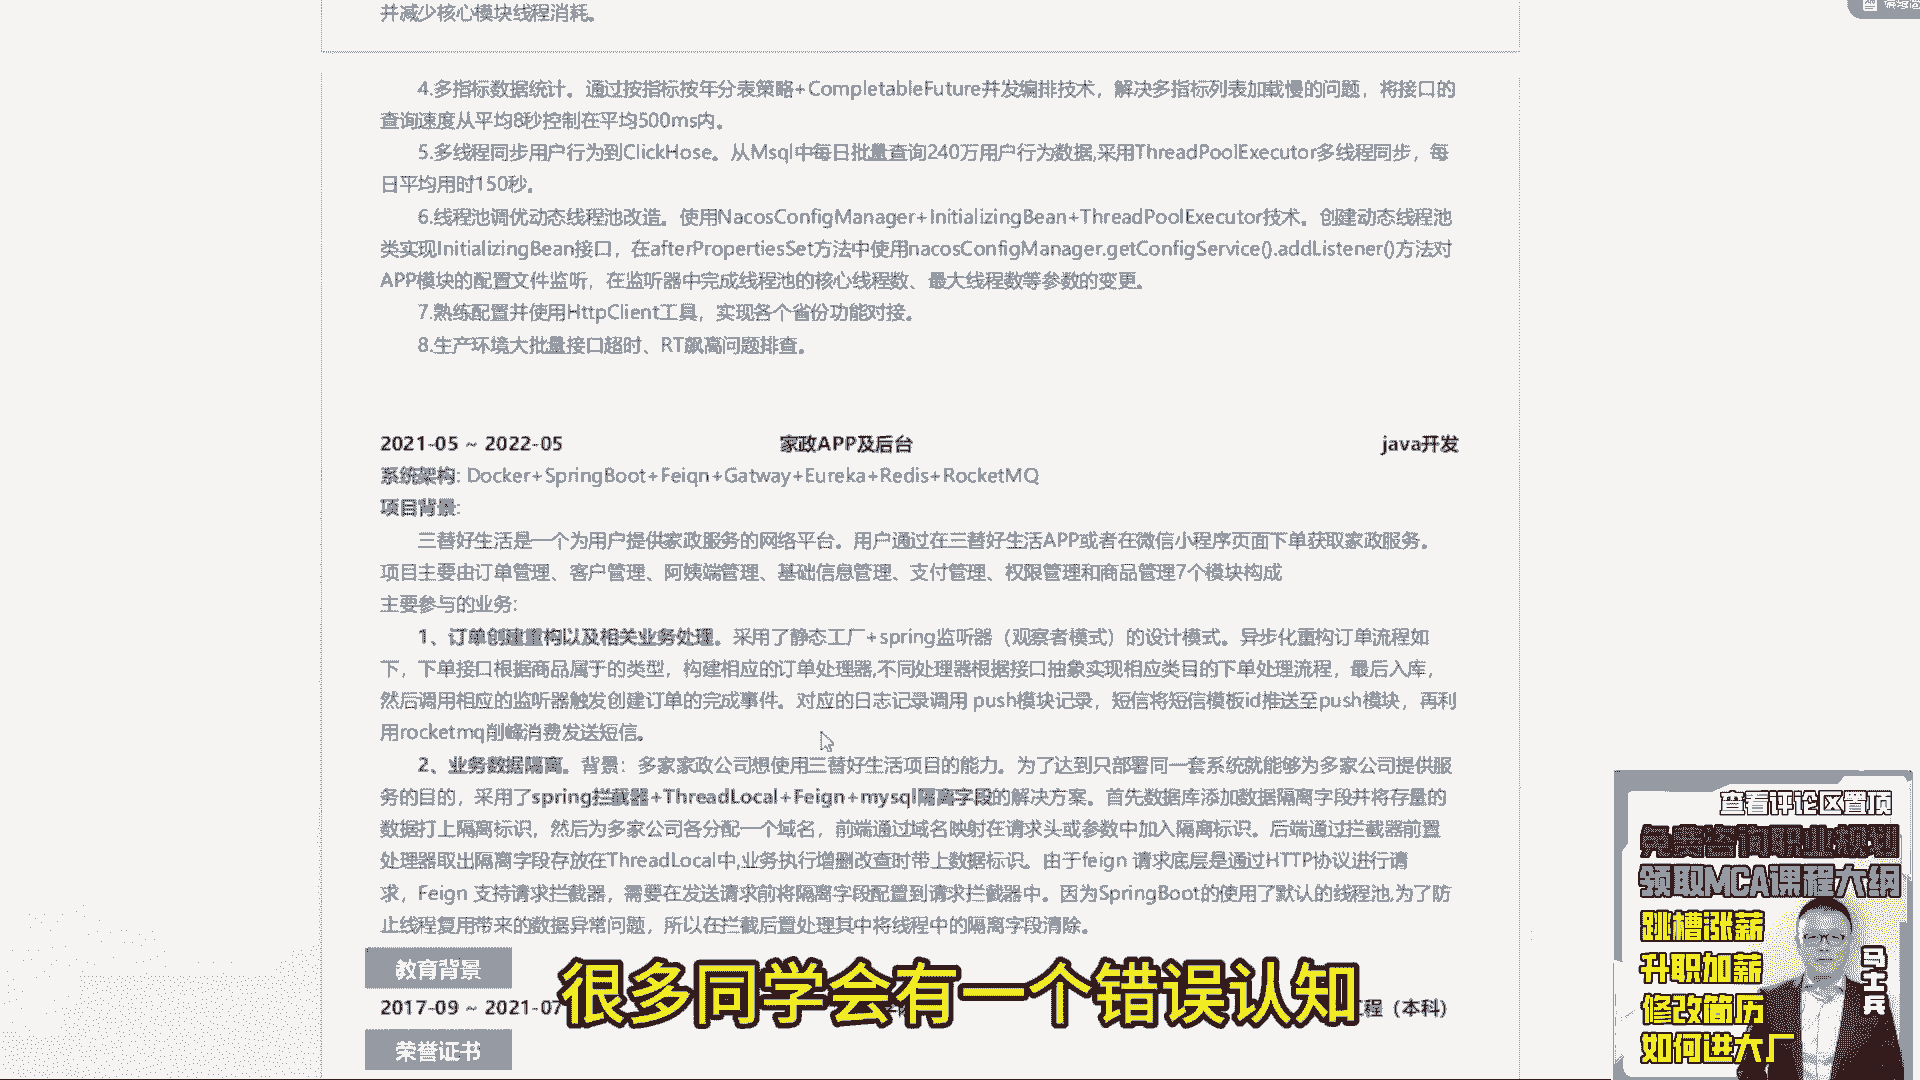 并减少核心模块线程消耗。
4.多指标数据统计。通过按指标按年分表策略+CompletableFuture并发编排技术，解决多指标列表加载慢的问题，将接口的
查询速度从平均8秒控制在平均500ms内。
5.多线程同步用户行为到ClickHose。从Msql中每日批量查询240万用户行为数据,采用ThreadPoolExecutor多线程同步，每
日平均用时150秒。
6.线程池调优动态线程池改造。使用NacosConfigManager+InitializingBean+ThreadPoolExecutor技术。创建动态线程池
类实现InitializingBean接口，在afterPropertiesSet方法中使用nacosConfigManager.getConfigService().addListener()方法对
APP模块的配置文件监听，在监听器中完成线程池的核心线程数、最大线程数等参数的变更。
7.熟练配置并使用HttpClient工具，实现各个省份功能对接。
8.生产环境大批量接口超时、RT飙高问题排查。
2021-05 ~ 2022-05 家政APP及后台 java开发
系统架构: Docker+SpringBoot+Feign+Gatway+Eureka+Redis+RocketMQ
项目背景:
三替好生活是一个为用户提供家政服务的网络平台。用户通过在三替好生活APP或者在微信小程序页面下单获取家政服务。
项目主要由订单管理、客户管理、阿姨端管理、基础信息管理、支付管理、权限管理和商品管理7个模块构成
主要参与的业务:
1、订单创建重构以及相关业务处理。采用了静态工厂+spring监听器（观察者模式）的设计模式。异步化重构订单流程如
下，下单接口根据商品属于的类型，构建相应的订单处理器,不同处理器根据接口抽象实现相应类目的下单处理流程，最后入库，
然后调用相应的监听器触发创建订单的完成事件。对应的日志记录调用 push模块记录，短信将短信模板id推送至push模块，再利
用rocketmq削峰消费发送短信。
2、业务数据隔离。背景：多家家政公司想使用三替好生活项目的能力。为了达到只部署同一套系统就能够为多家公司提供服
务的目的，采用了spring拦截器+ThreadLocal+Feign+mysql隔离字段的解决方案。首先数据库添加数据隔离字段并将存量的
数据打上隔离标识，然后为多家公司各分配一个域名，前端通过域名映射在请求头或参数中加入隔离标识。后端通过拦截器前置
处理器取出隔离字段存放在ThreadLocal中,业务执行增删改查时带上数据标识。由于feign 请求底层是通过HTTP协议进行请
求，Feign 支持请求拦截器，需要在发送请求前将隔离字段配置到请求拦截器中。因为SpringBoot的使用了默认的线程池,为了防
止线程复用带来的数据异常问题，所以在拦截后置处理其中将线程中的隔离字段清除。
教育背景
2017-09 ~ 2021-07 程（本科）
荣誉证书
很多同学会有一个错误认知
查看评论区置顶
免费咨询职业规划
领取MCA课程大纲
跳槽涨薪
升职加薪
修改简历
如何进大厂
马士兵